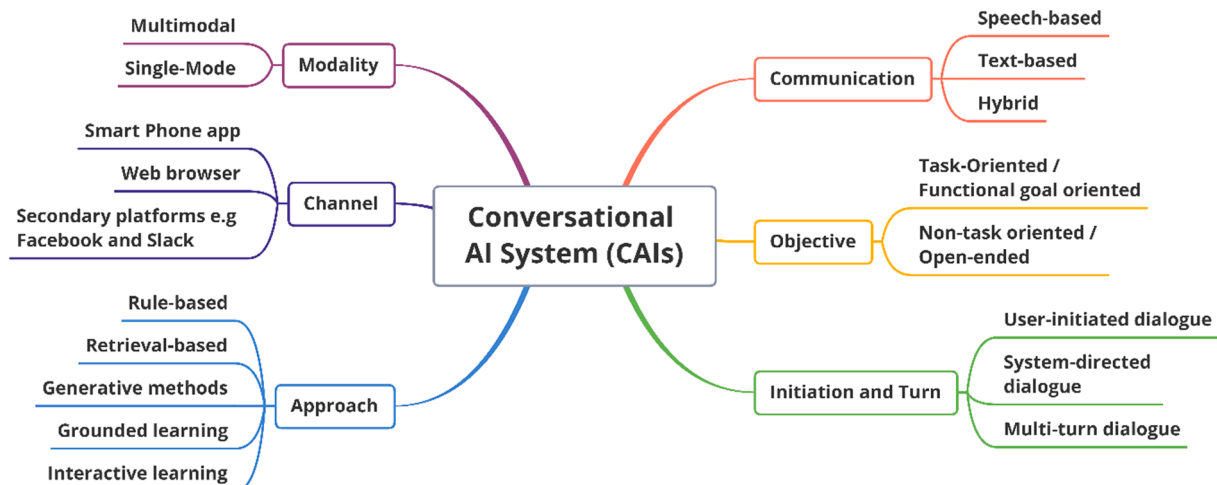 Multimodal
Single-Mode
Modality
Smart Phone app
Web browser
Secondary platforms e.g
Facebook and Slack
Channel
Rule-based
Retrieval-based
Generative methods
Grounded learning
Interactive learning
Approach
Conversational
AI System (CAIs)
Communication
Speech-based
Text-based
Hybrid
Objective
Task-Oriented /
Functional goal oriented
Non-task oriented /
Open-ended
Initiation and Turn
User-initiated dialogue
System-directed
dialogue
Multi-turn dialogue